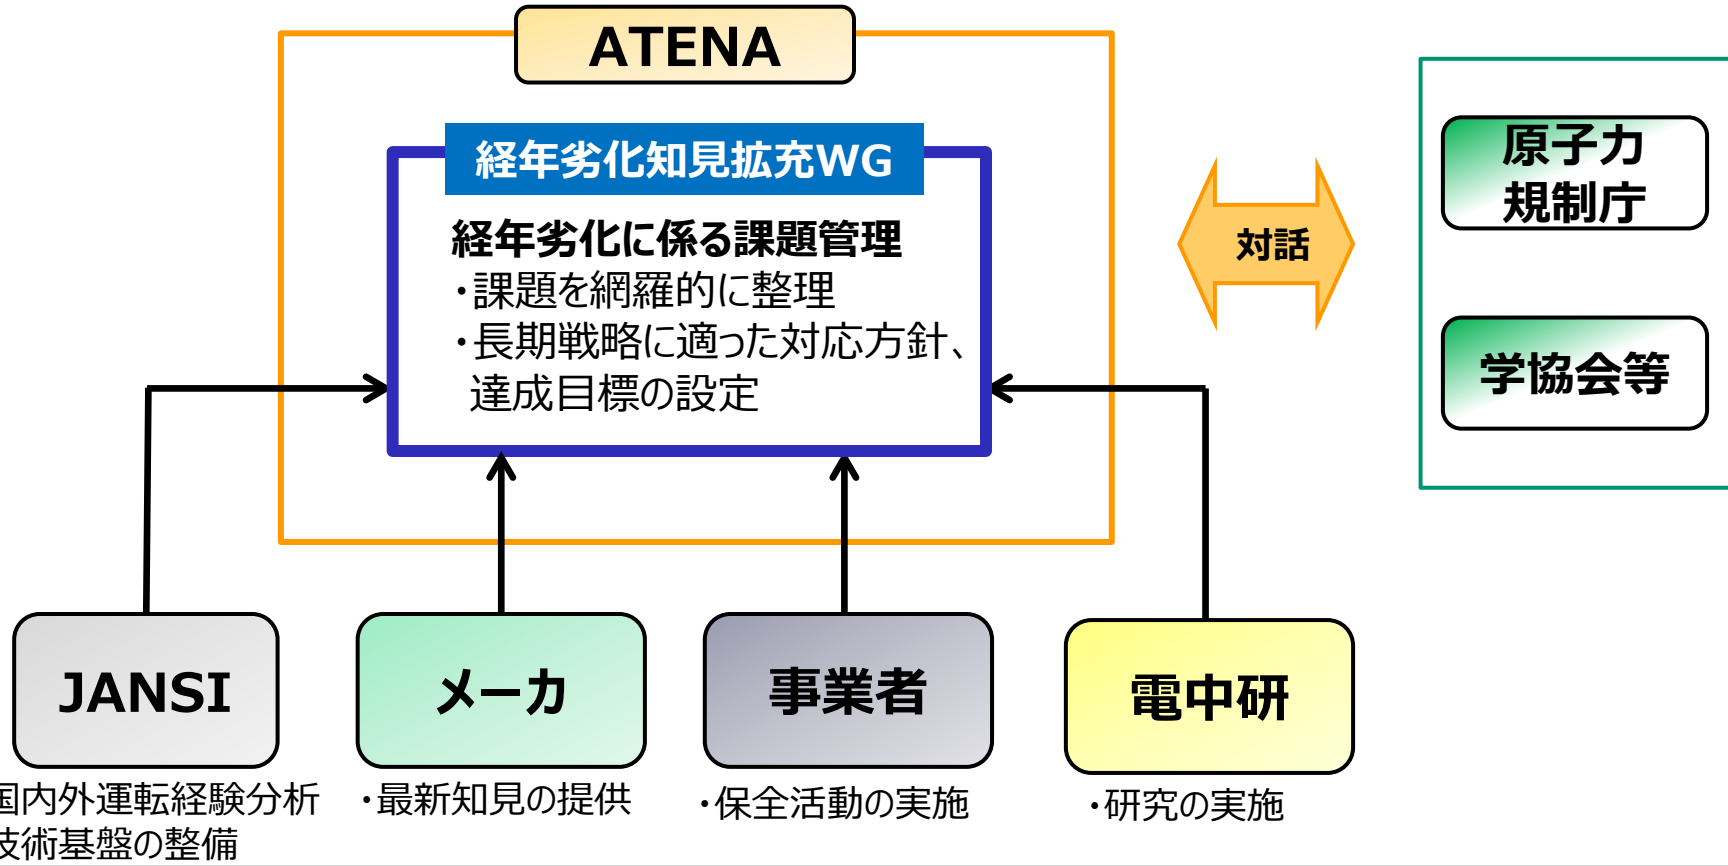 ATENA
経年劣化知見拡充WG
経年劣化に係る課題管理
・課題を網羅的に整理
・長期戦略に適った対応方針、
達成目標の設定
対話
原子力
規制庁
学協会等
JANSI
メーカ
事業者
電中研
国内外運転経験分析
技術基盤の整備
・最新知見の提供
・保全活動の実施
・研究の実施